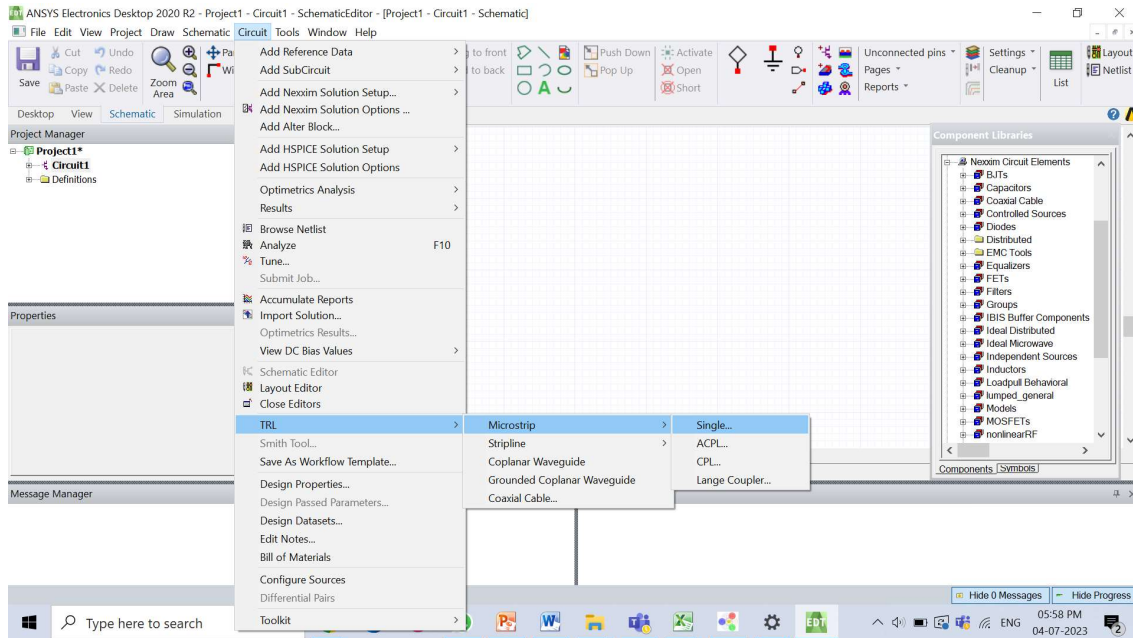 ANSYS Electronics Desktop 2020 R2 - Project1 - Circuit1 - SchematicEditor - [Project1 - Circuit1 - Schematic]
File Edit View Project Draw Schematic Circuit Tools Window Help
Save
Cut
Copy
Paste
Undo
Redo
Delete
Zoom
Area
Pa
Wi
to front
to back
Push Down
Pop Up
Activate
Open
Short
Unconnected pins
Pages
Reports
Settings
Cleanup
List
Layout
Netlist
Desktop View Schematic Simulation
Project Manager
Project1*
Circuit1
Definitions
Properties
Message Manager
Add Reference Data
Add SubCircuit
Add Nexxim Solution Setup...
Add Nexxim Solution Options ...
Add Alter Block...
Add HSPICE Solution Setup
Add HSPICE Solution Options
Optimetrics Analysis
Results
Browse Netlist
Analyze F10
Tune...
Submit Job...
Accumulate Reports
Import Solution...
Optimetrics Results...
View DC Bias Values
Schematic Editor
Layout Editor
Close Editors
TRL
Smith Tool...
Save As Workflow Template...
Design Properties...
Design Passed Parameters...
Design Datasets...
Edit Notes...
Bill of Materials
Configure Sources
Differential Pairs
Toolkit
Microstrip
Stripline
Coplanar Waveguide
Grounded Coplanar Waveguide
Coaxial Cable...
Single...
ACPL...
CPL...
Lange Coupler...
Component Libraries
Nexxim Circuit Elements
BJTs
Capacitors
Coaxial Cable
Controlled Sources
Diodes
Distributed
EMC Tools
Equalizers
FETs
Filters
Groups
IBIS Buffer Components
Ideal Distributed
Ideal Microwave
Independent Sources
Inductors
Loadpull Behavioral
lumped_general
Models
MOSFETs
nonlinearRF
Components Symbols
Hide 0 Messages Hide Progress
Type here to search
EDT
ENG
05:58 PM
04-07-2023
2